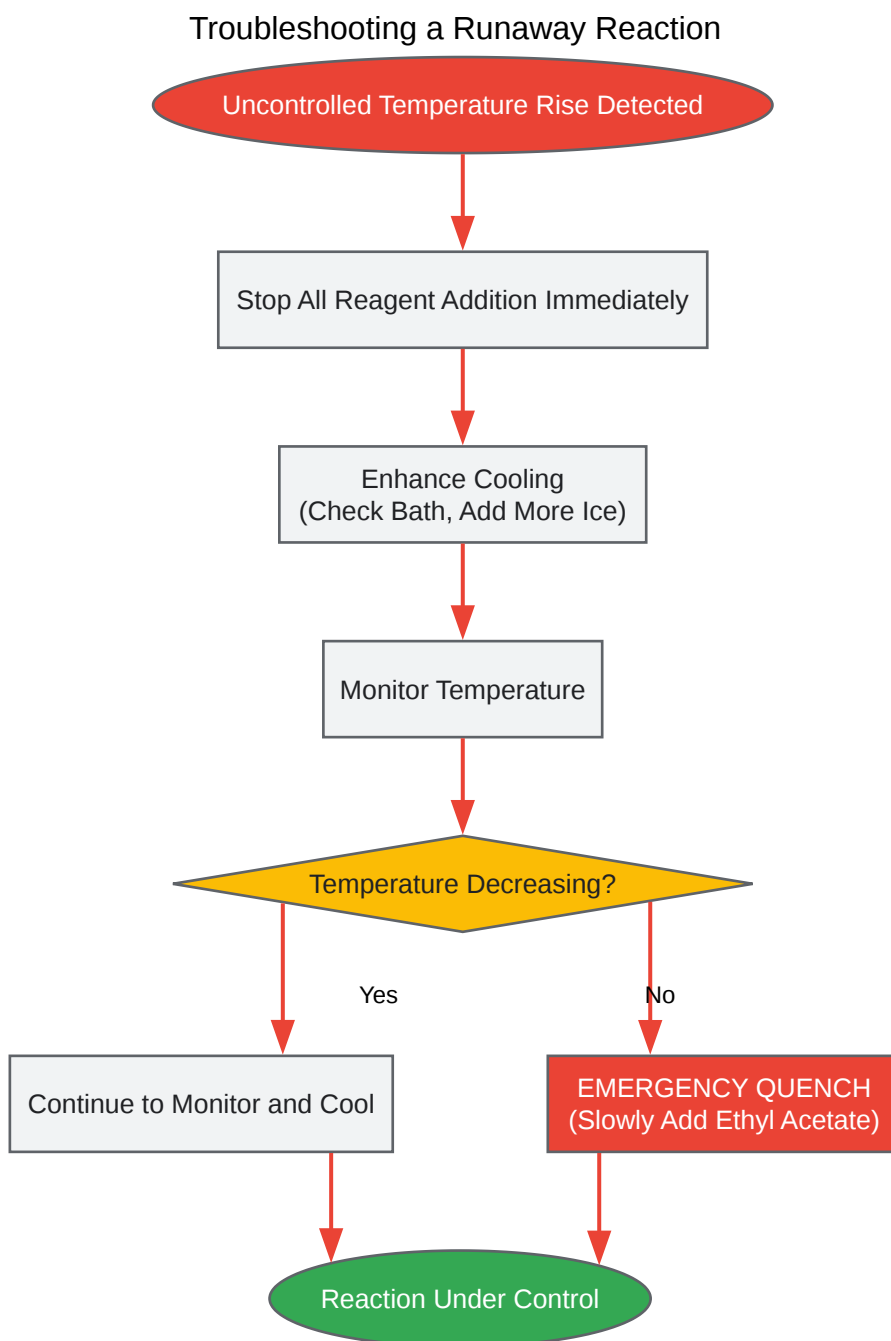 Troubleshooting a Runaway Reaction
Uncontrolled Temperature Rise Detected
Stop All Reagent Addition Immediately
Enhance Cooling
(Check Bath, Add More Ice)
Monitor Temperature
Temperature Decreasing?
Yes
No
Continue to Monitor and Cool
EMERGENCY QUENCH
(Slowly Add Ethyl Acetate)
Reaction Under Control